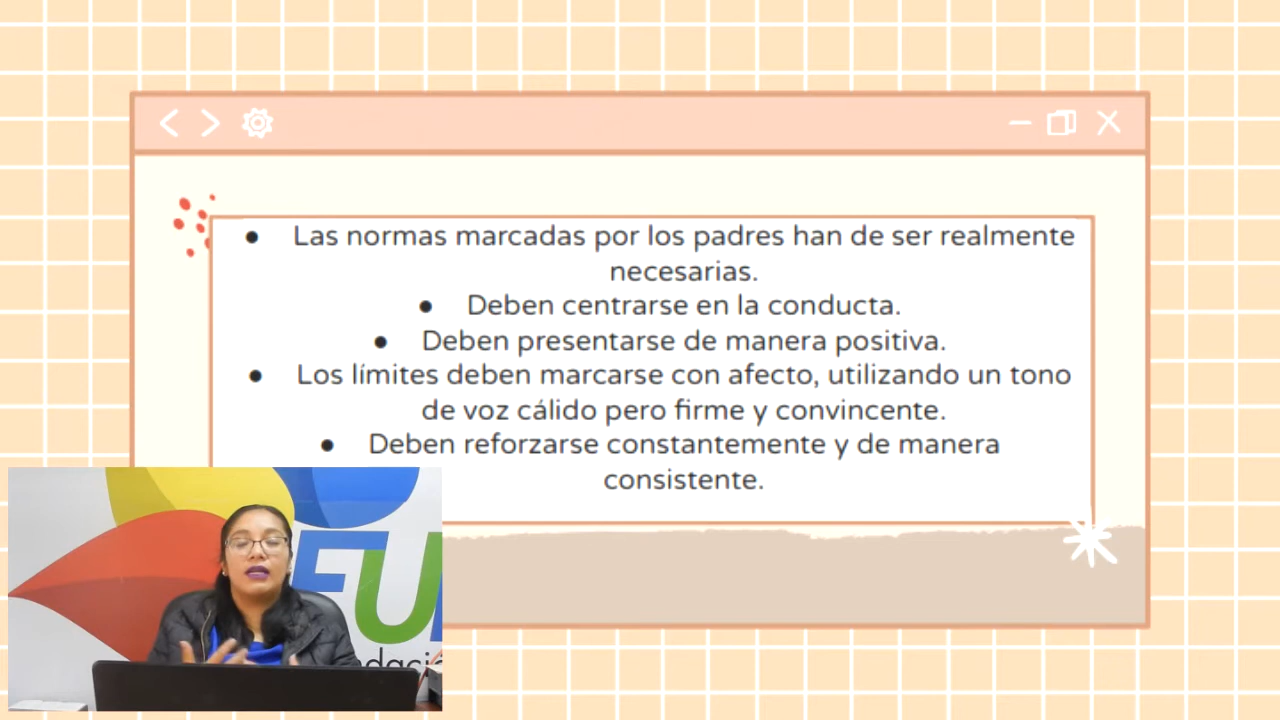 ● Las normas marcadas por los padres han de ser realmente
necesarias.
● Deben centrarse en la conducta.
● Deben presentarse de manera positiva.
● Los límites deben marcarse con afecto, utilizando un tono
de voz cálido pero firme y convincente.
● Deben reforzarse constantemente y de manera
consistente.